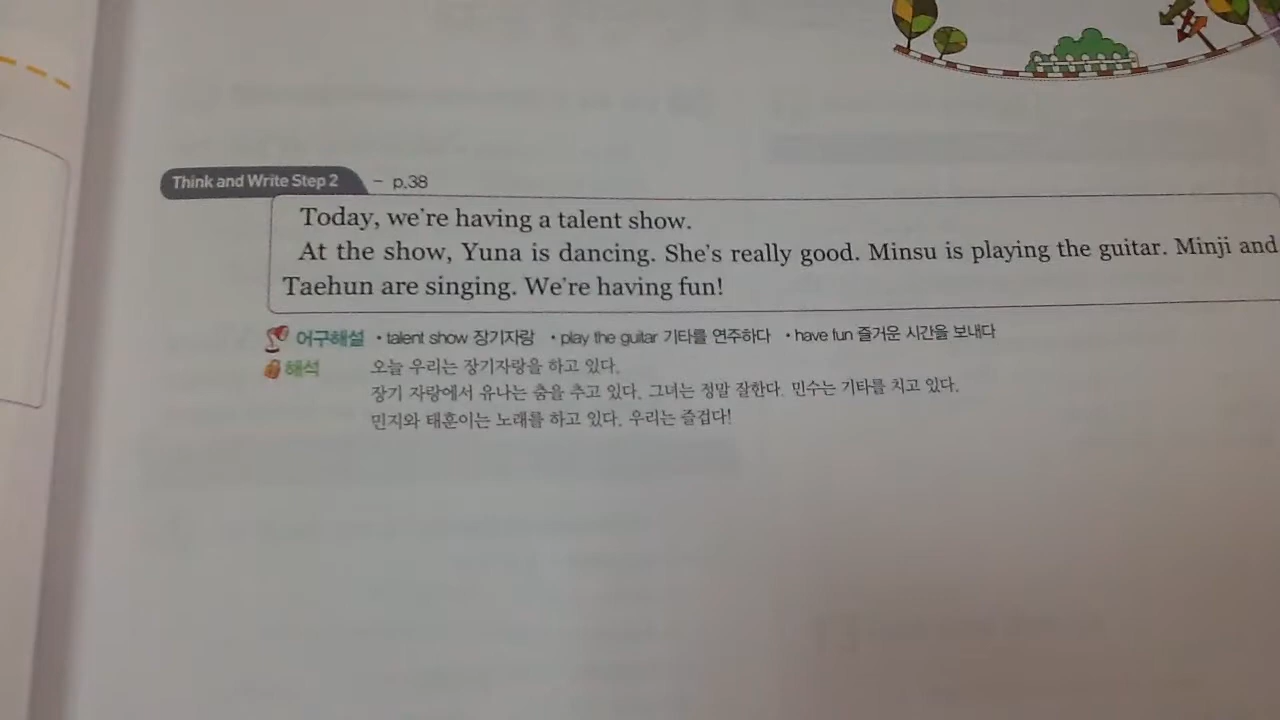 Think and Write Step 2 – p.38
Today, we're having a talent show.
At the show, Yuna is dancing. She's really good. Minsu is playing the guitar. Minji and
Taehun are singing. We're having fun!
어구해설 • talent show 장기자랑 • play the guitar 기타를 연주하다 • have fun 즐거운 시간을 보내다
해석 오늘 우리는 장기자랑을 하고 있다.
장기 자랑에서 유나는 춤을 추고 있다. 그녀는 정말 잘한다. 민수는 기타를 치고 있다.
민지와 태훈이는 노래를 하고 있다. 우리는 즐겁다!